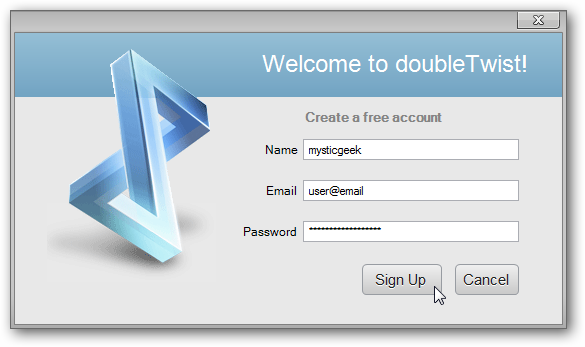 Welcome to doubleTwist!
Create a free account
Name mysticgeek
Email user@email
Password ******************
Sign Up Cancel